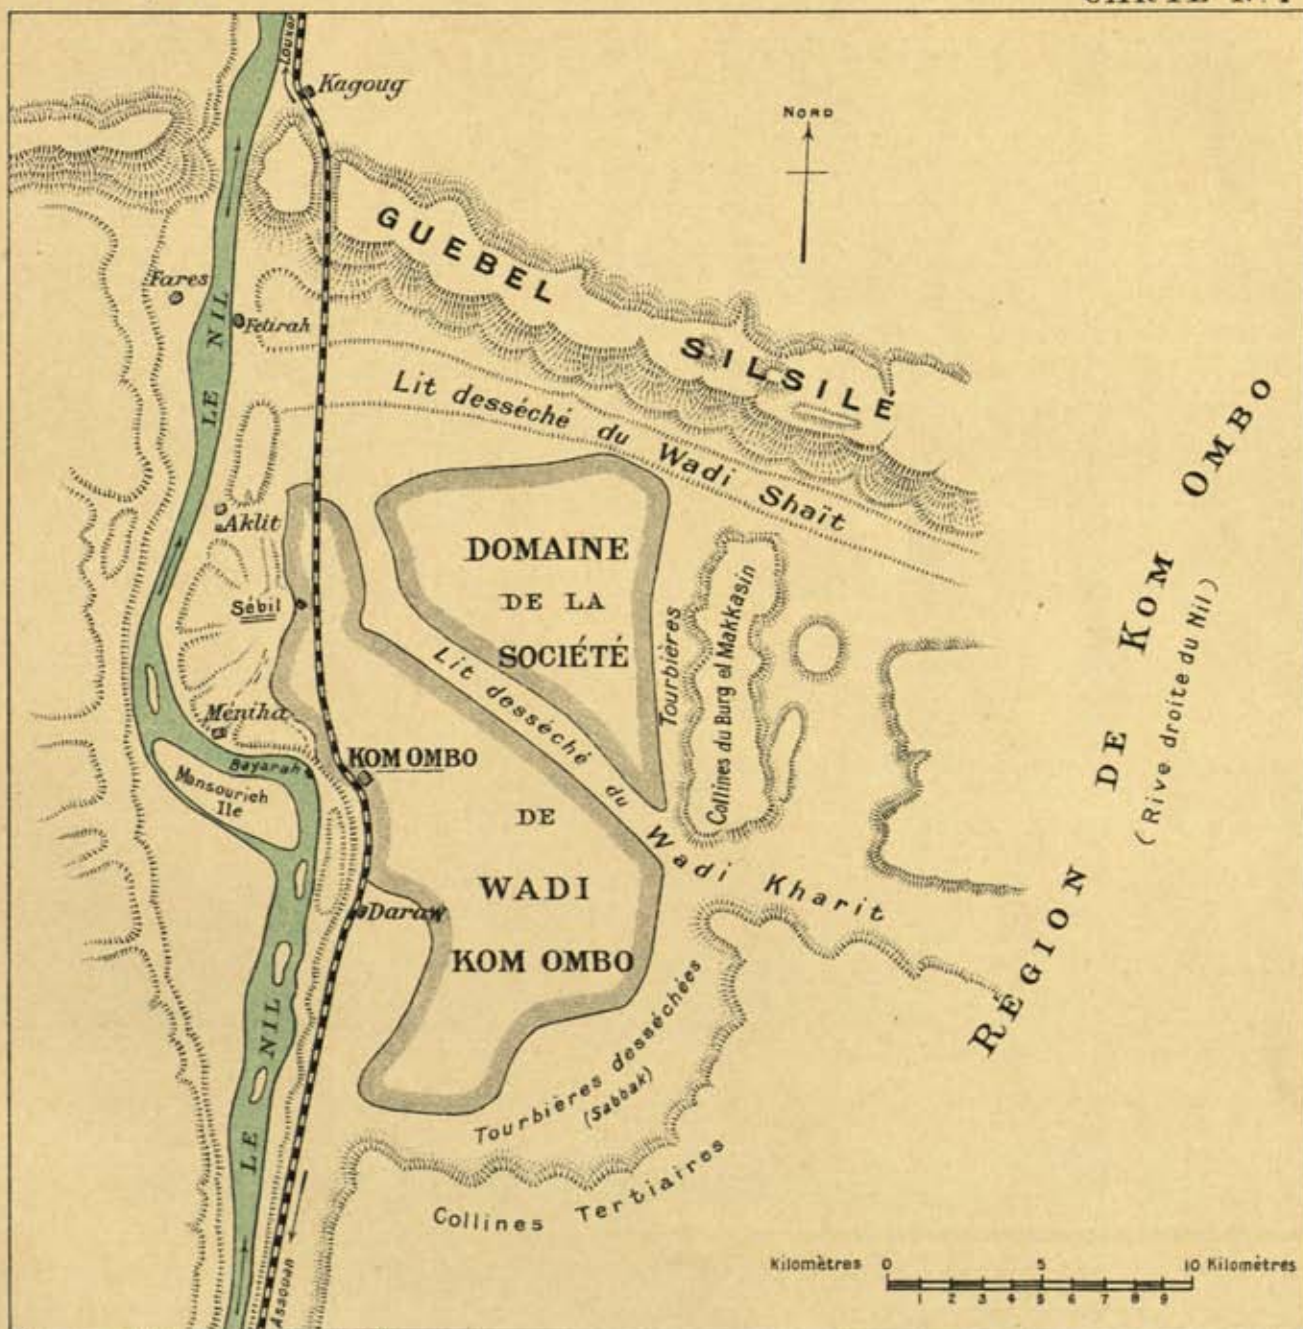 Louxor
Kagoug
NORD
GUEBEL SILSILE
Fares
Fetirah
LE NIL
Lit desséché du Wadi Shaït
RÉGION DE KOM OMBO
(Rive droite du Nil)
Aklit
DOMAINE
DE LA
SOCIÉTÉ
Sébil
Tourbières
Collines du Burg el Makkasin
Lit desséché du Wadi Kharit
Méniha
Bayarah
KOM OMBO
Mansourieh
Ile
DE
WADI
KOM OMBO
Daraw
LE NIL
Tourbières desséchées
(Sabbak)
Collines Tertiaires
Assouan
Kilomètres 0 5 10 Kilomètres
1 2 3 4 5 6 7 8 9